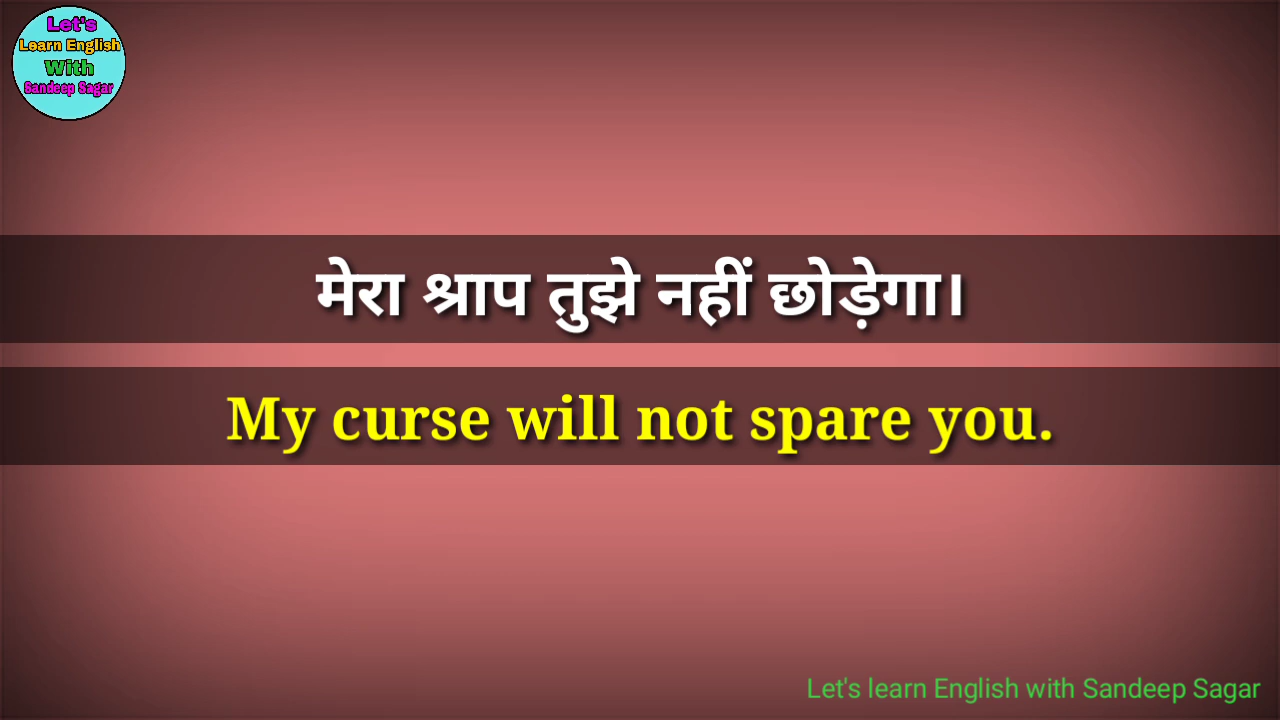 Let's
Learn English
With
Sandeep Sagar
मेरा श्राप तुझे नहीं छोड़ेगा।
My curse will not spare you.
Let's learn English with Sandeep Sagar